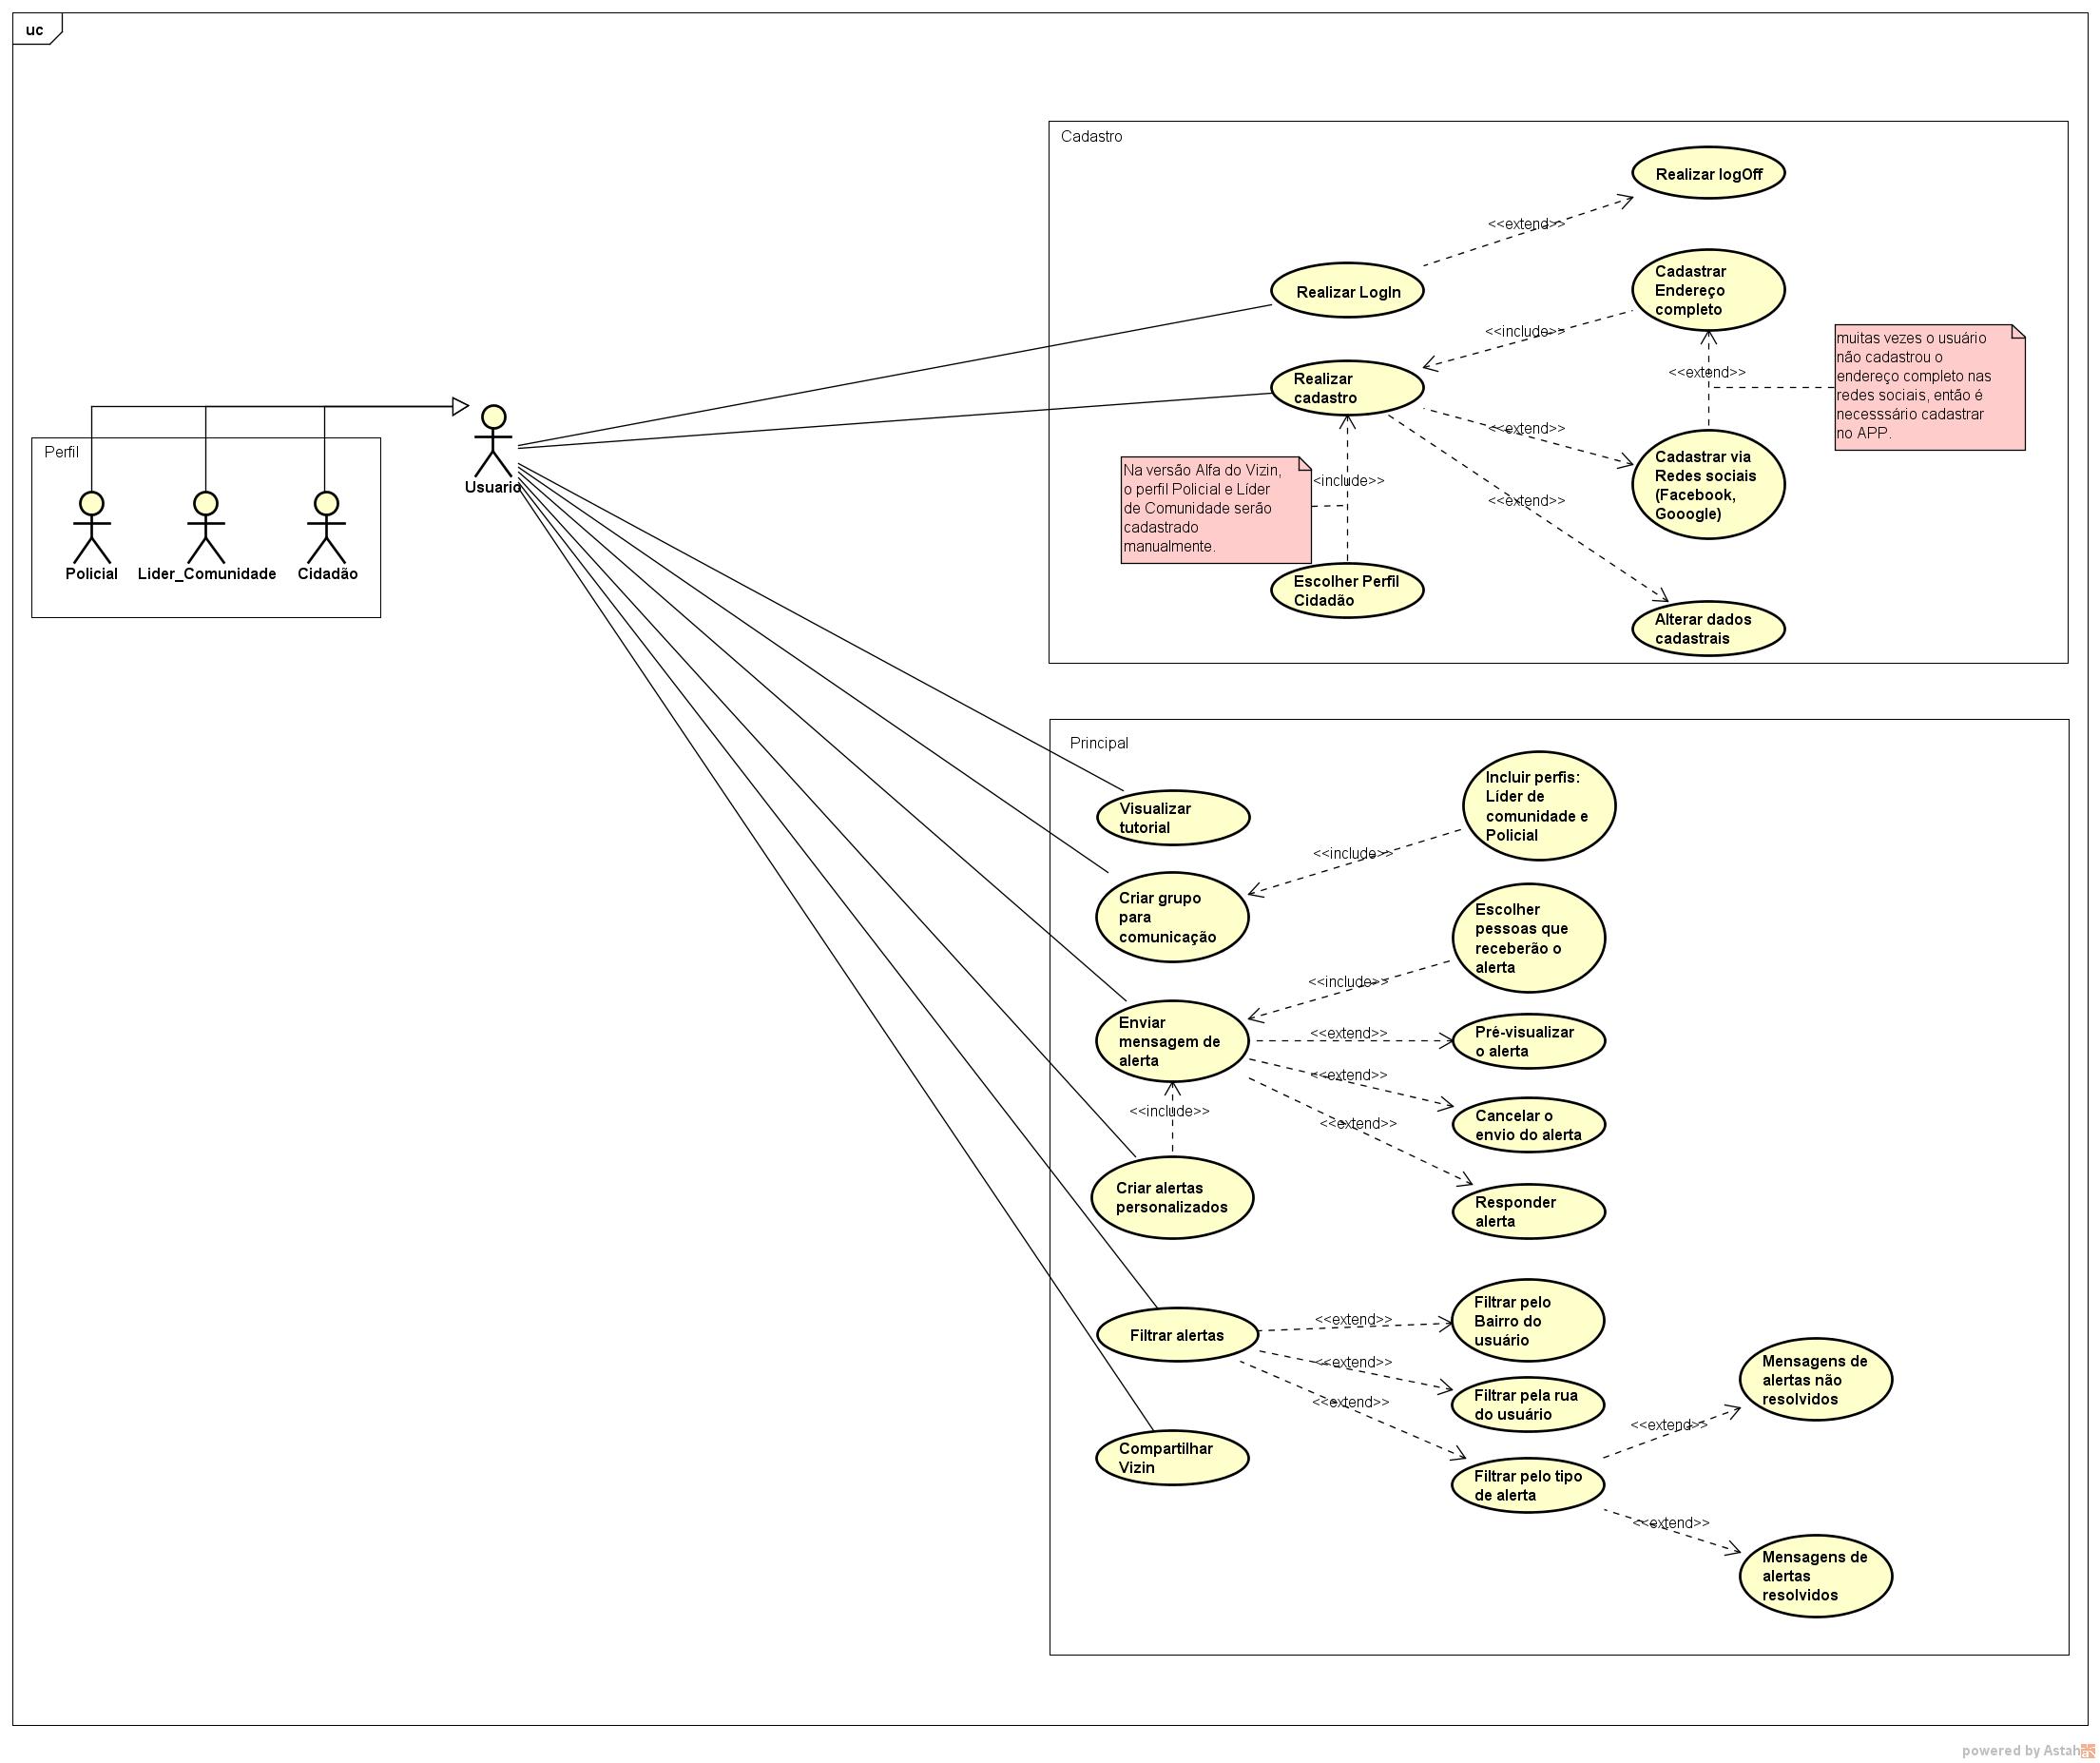 uc
Cadastro
Realizar logOff
<<extend>>
Realizar LogIn
Cadastrar
Endereço
completo
<<include>>
muitas vezes o usuário
não cadastrou o
endereço completo nas
redes sociais, então é
necesssário cadastrar
no APP.
<<extend>>
Realizar
cadastro
<<extend>>
Cadastrar via
Redes sociais
(Facebook,
Gooogle)
Na versão Alfa do Vizin,
o perfil Policial e Líder
de Comunidade serão
cadastrado
manualmente.
<include>>
<<extend>>
Escolher Perfil
Cidadão
Alterar dados
cadastrais
Perfil
Usuario
Policial
Lider_Comunidade
Cidadão
Principal
Visualizar
tutorial
Incluir perfis:
Líder de
comunidade e
Policial
<<include>>
Criar grupo
para
comunicação
Escolher
pessoas que
receberão o
alerta
<<include>>
Enviar
mensagem de
alerta
<<extend>>
Pré-visualizar
o alerta
<<extend>>
Cancelar o
envio do alerta
<<include>>
<<extend>>
Criar alertas
personalizados
Responder
alerta
Filtrar alertas
<<extend>>
Filtrar pelo
Bairro do
usuário
<<extend>>
Filtrar pela rua
do usuário
<<extend>>
Mensagens de
alertas não
resolvidos
<<extend>>
Compartilhar
Vizin
Filtrar pelo tipo
de alerta
<<extend>>
Mensagens de
alertas
resolvidos
powered by Astah